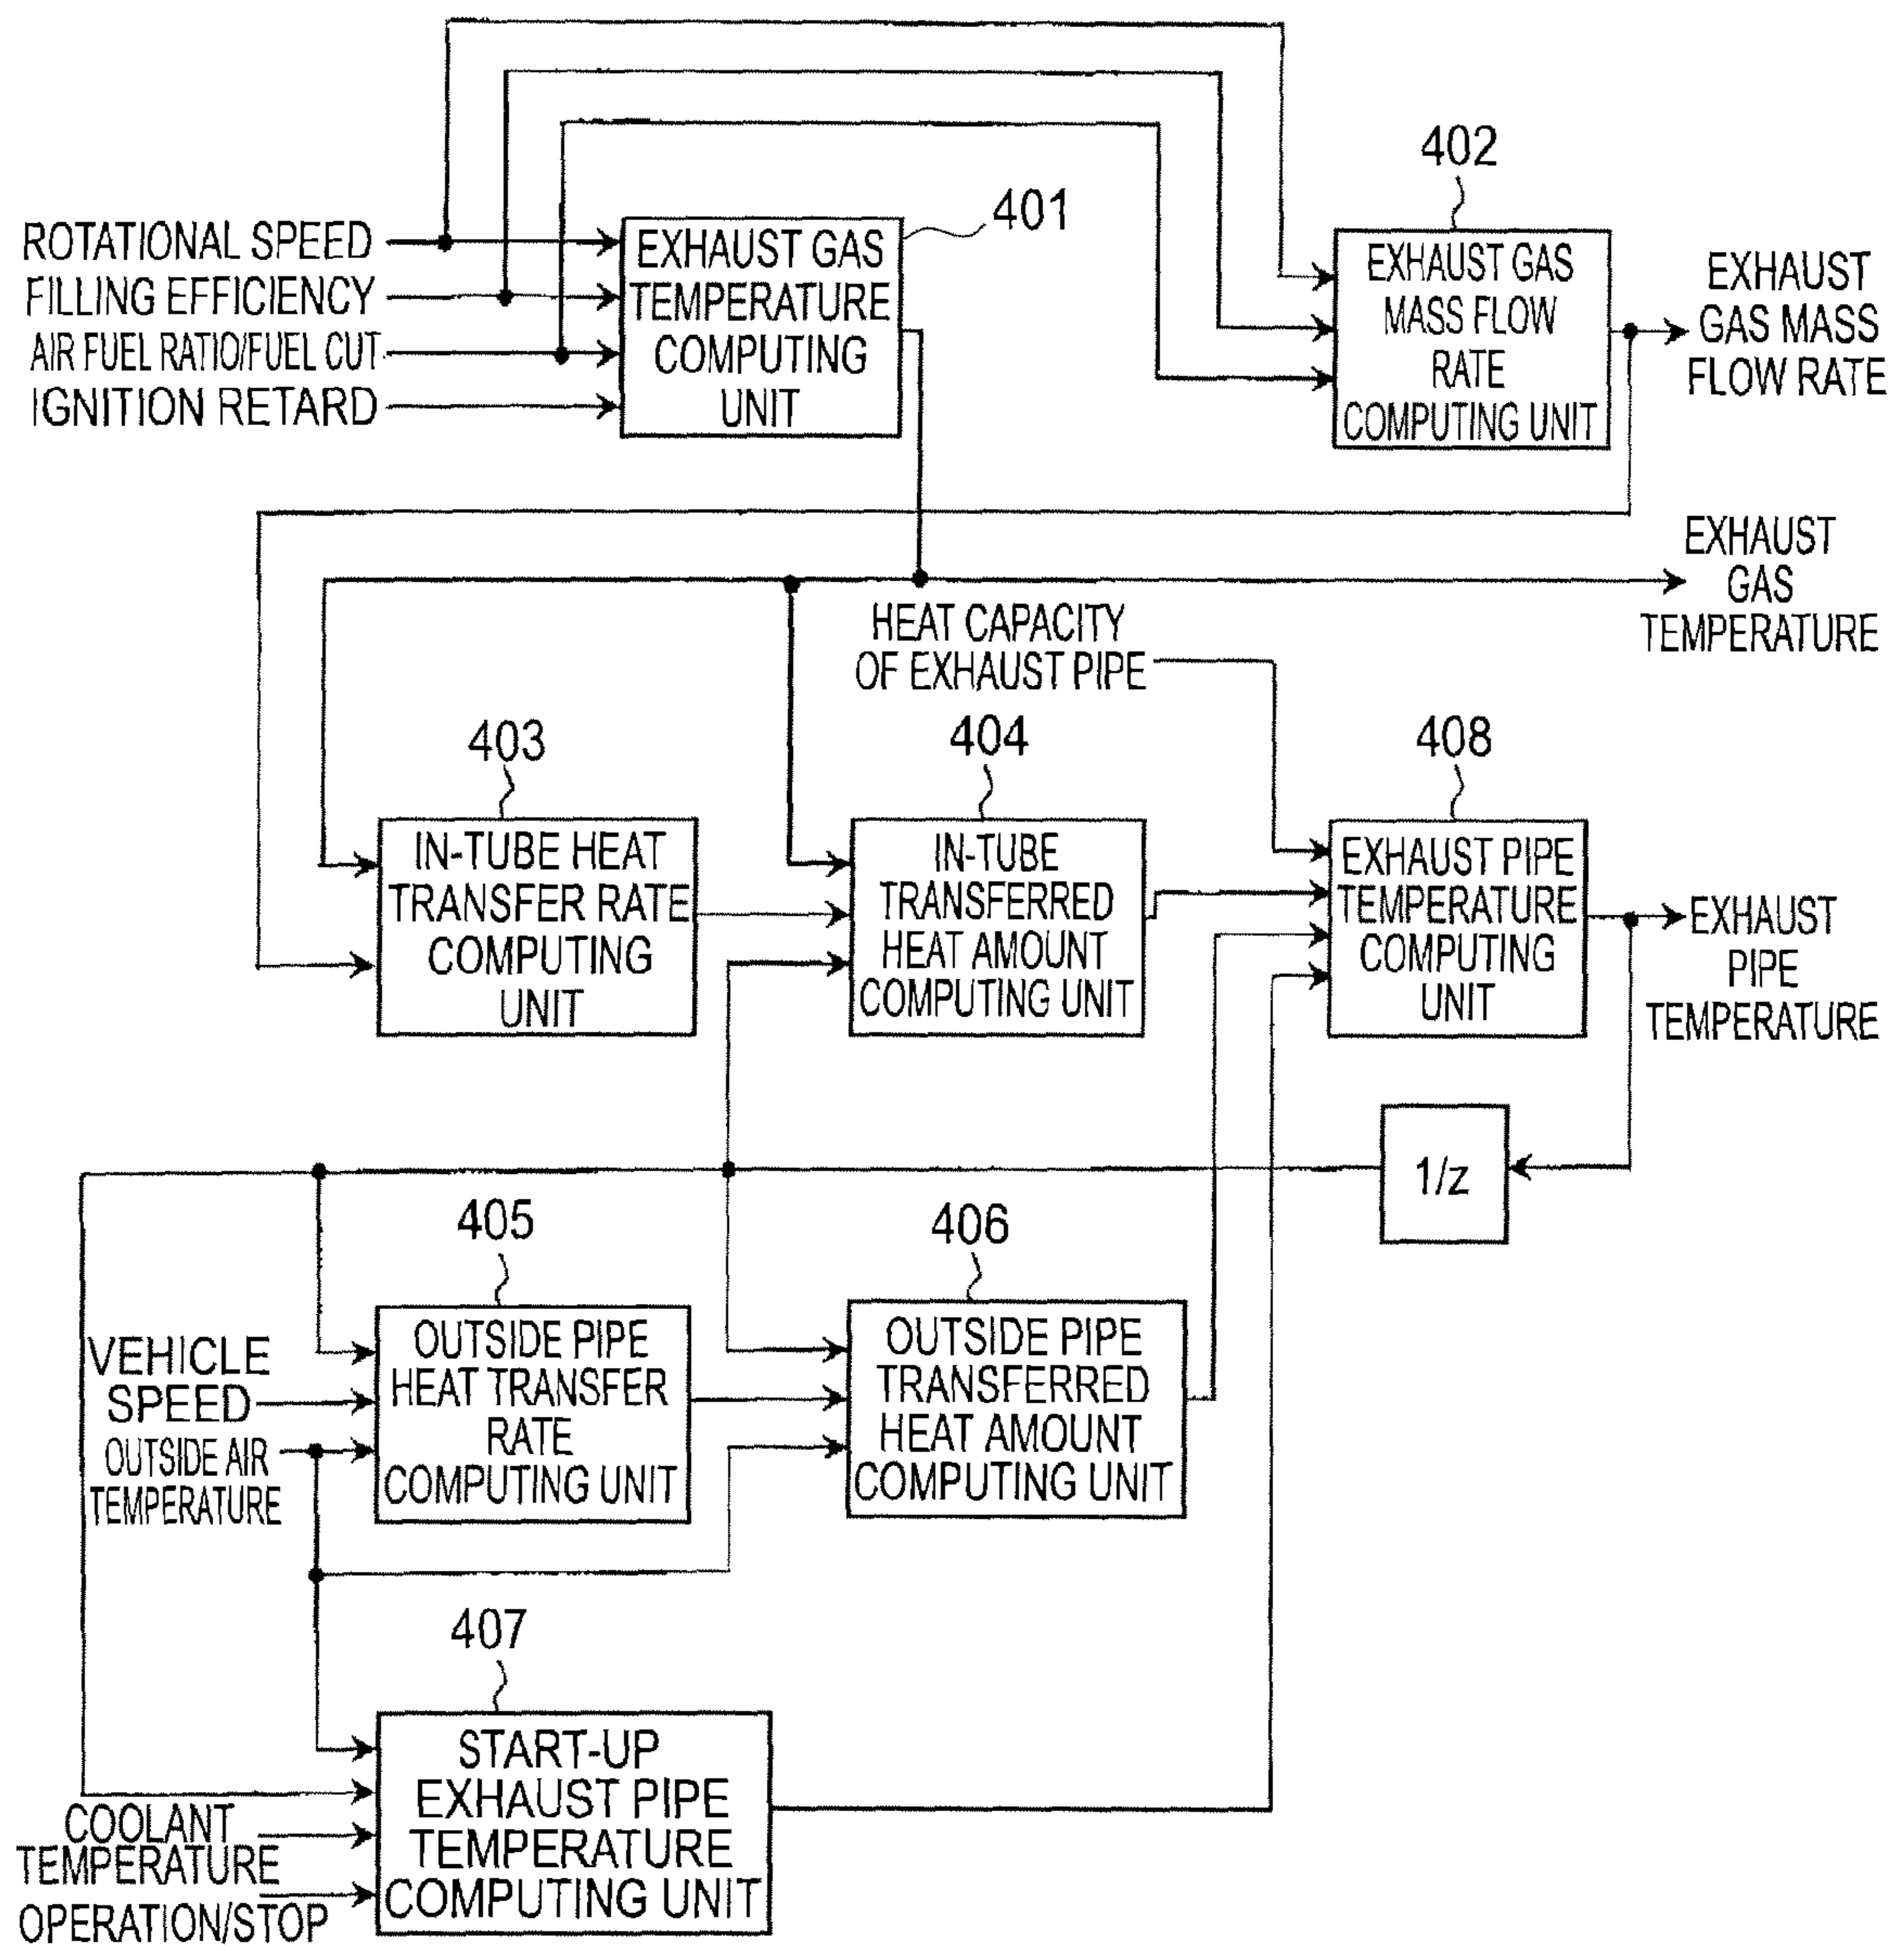 402
401
ROTATIONAL SPEED
FILLING EFFICIENCY
AIR FUEL RATIO/FUEL CUT
IGNITION RETARD
EXHAUST GAS
TEMPERATURE
COMPUTING
UNIT
EXHAUST GAS
MASS FLOW
RATE
COMPUTING UNIT
EXHAUST
GAS MASS
FLOW RATE
EXHAUST
GAS
TEMPERATURE
HEAT CAPACITY
OF EXHAUST PIPE
403
404
408
IN-TUBE HEAT
TRANSFER RATE
COMPUTING
UNIT
IN-TUBE
TRANSFERRED
HEAT AMOUNT
COMPUTING UNIT
EXHAUST PIPE
TEMPERATURE
COMPUTING
UNIT
EXHAUST
PIPE
TEMPERATURE
1/z
405
406
VEHICLE
SPEED
OUTSIDE AIR
TEMPERATURE
OUTSIDE PIPE
HEAT TRANSFER
RATE
COMPUTING UNIT
OUTSIDE PIPE
TRANSFERRED
HEAT AMOUNT
COMPUTING UNIT
407
START-UP
EXHAUST PIPE
TEMPERATURE
COMPUTING UNIT
COOLANT
TEMPERATURE
OPERATION/STOP